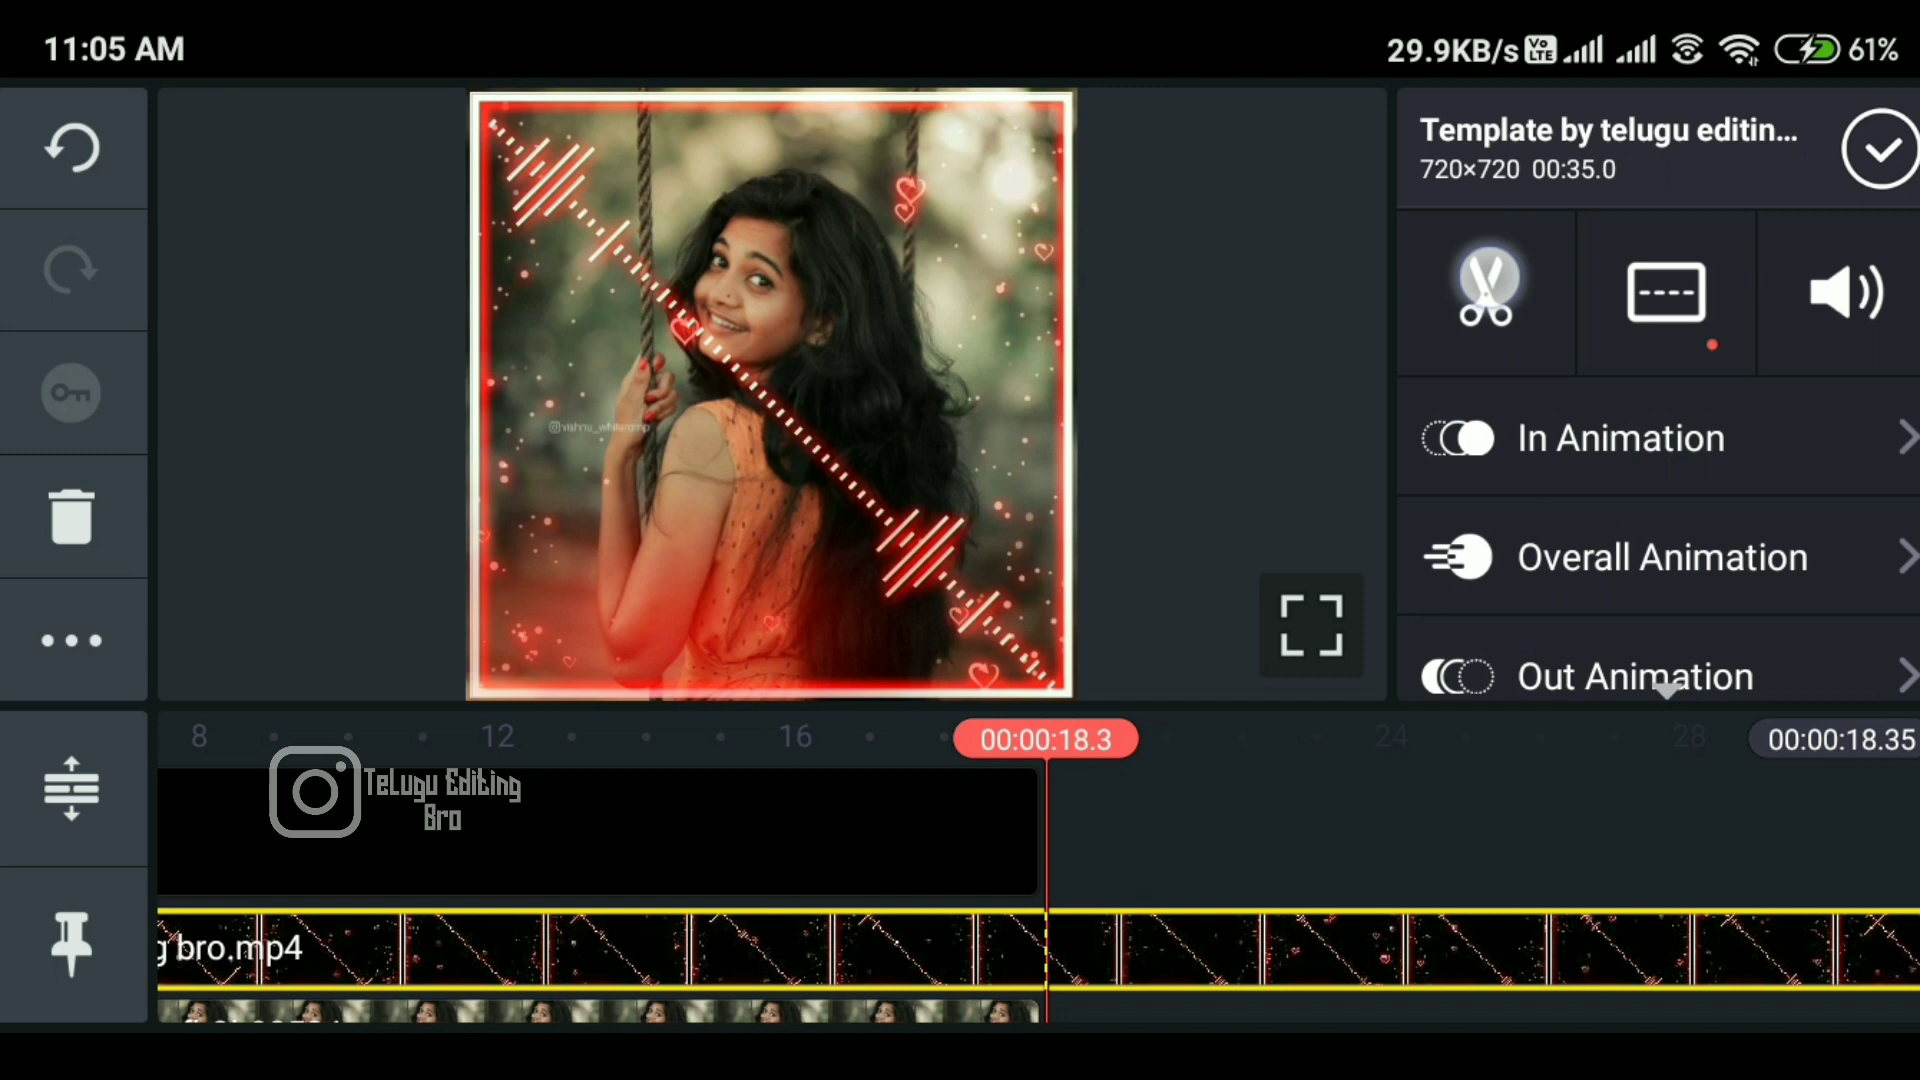 11:05 AM
29.9KB/s Vo LTE 61%
Template by telugu editin...
720×720 00:35.0
In Animation
Overall Animation
Out Animation
8 12 16 00:00:18.3 24 28 00:00:18.35
Telugu Editing
Bro
g bro.mp4